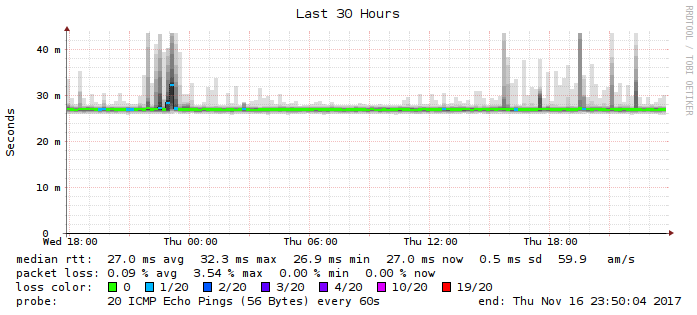 Last 30 Hours
RRDTOOL / TOBI OETIKER
Seconds
40 m
30 m
20 m
10 m
0
Wed 18:00 Thu 00:00 Thu 06:00 Thu 12:00 Thu 18:00
median rtt: 27.0 ms avg 32.3 ms max 26.9 ms min 27.0 ms now 0.5 ms sd 59.9 am/s
packet loss: 0.09 % avg 3.54 % max 0.00 % min 0.00 % now
loss color: 0 1/20 2/20 3/20 4/20 10/20 19/20
probe: 20 ICMP Echo Pings (56 Bytes) every 60s end: Thu Nov 16 23:50:04 2017